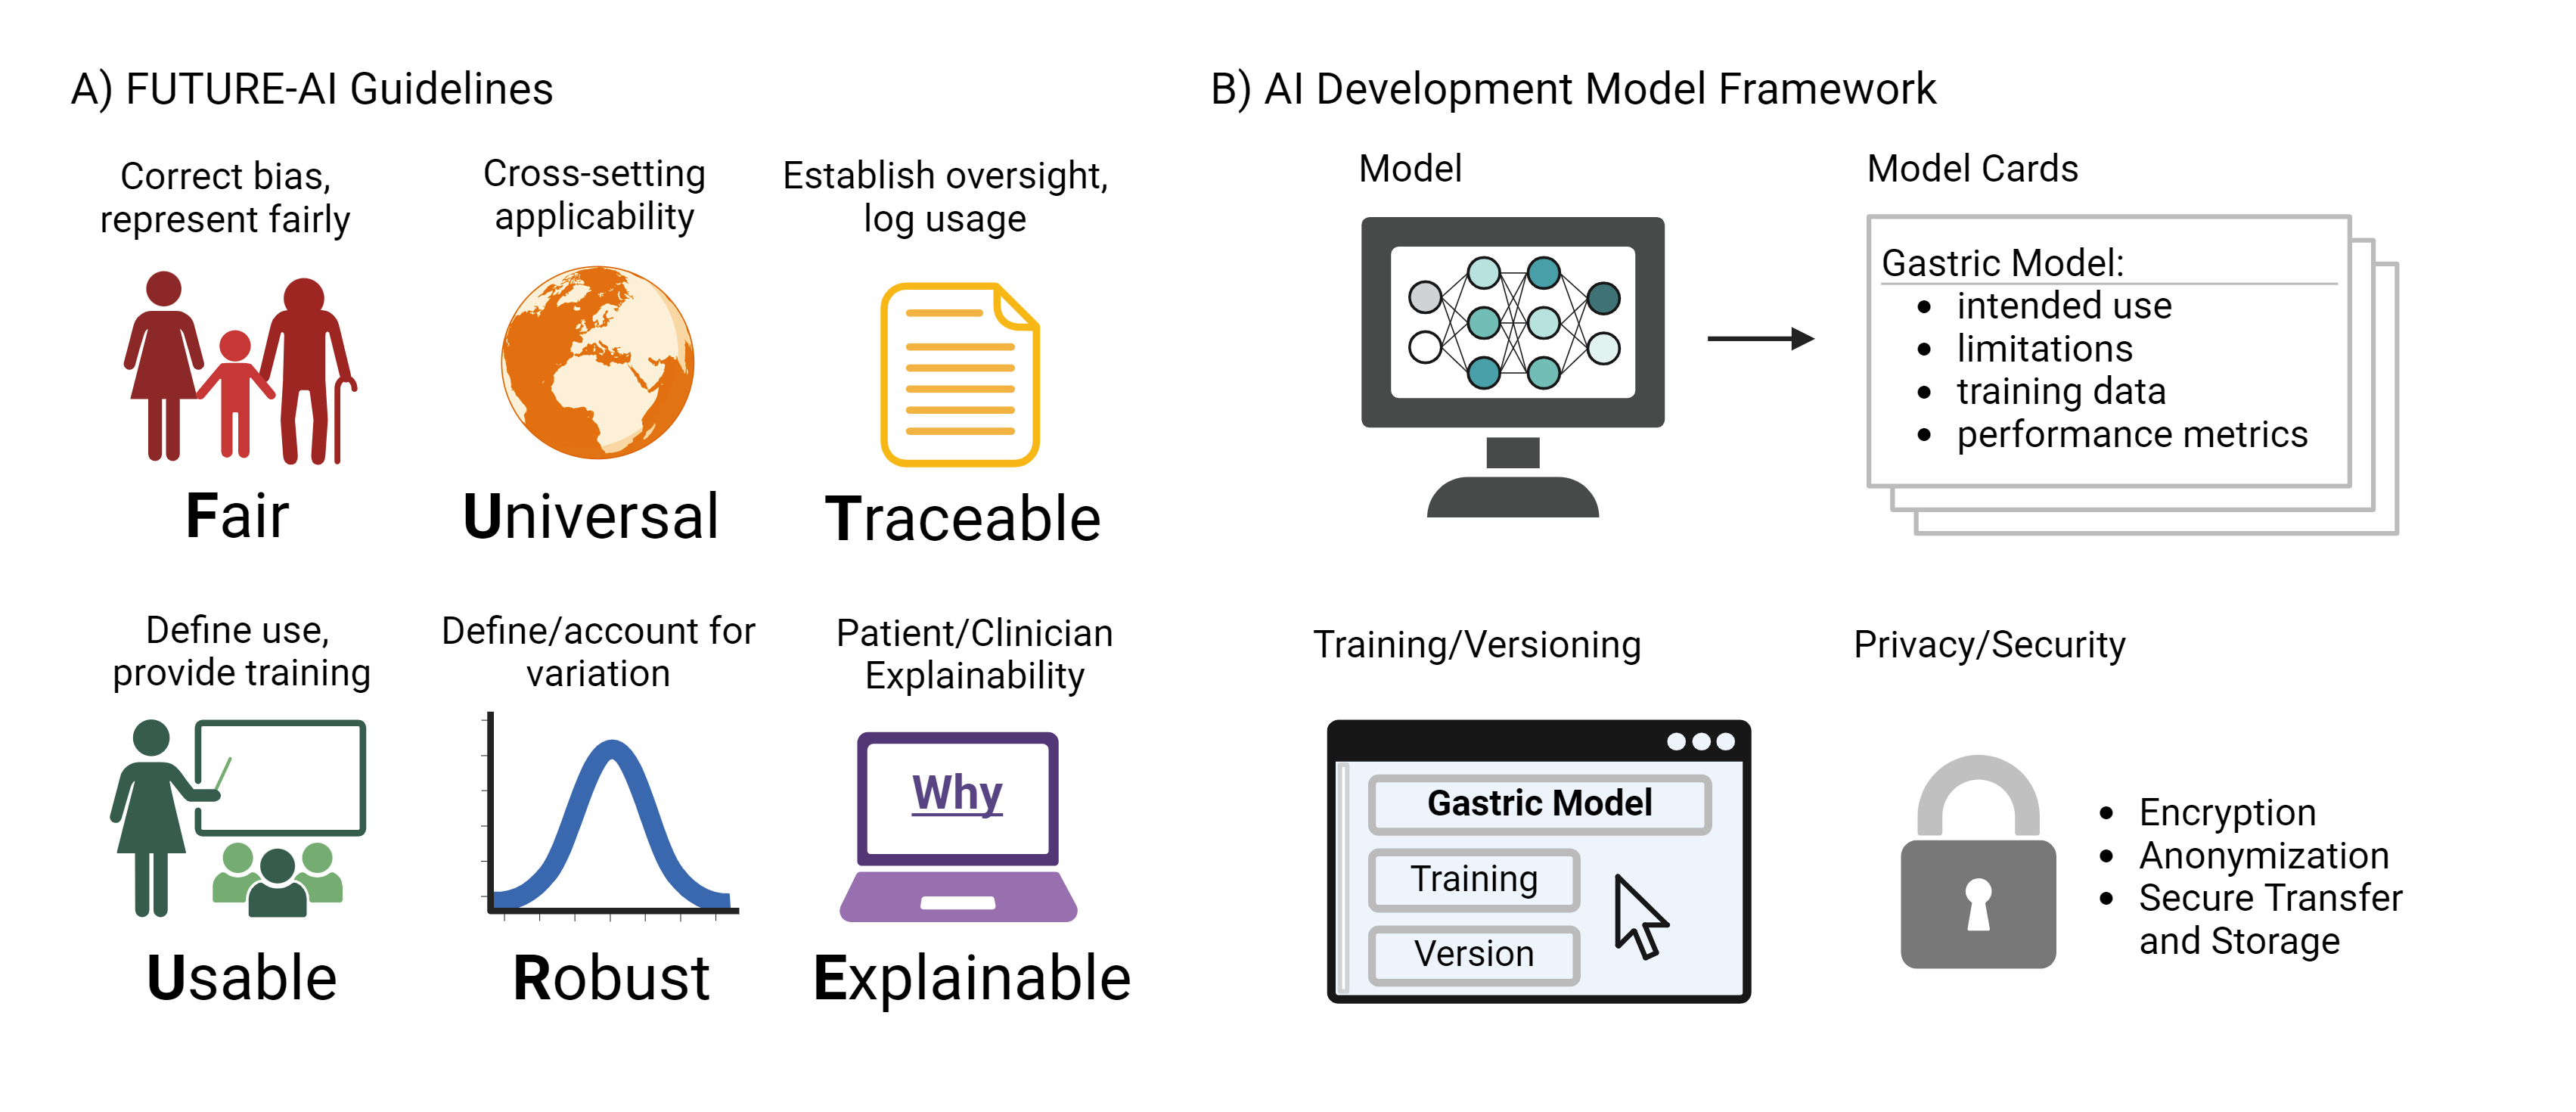 A) FUTURE-AI Guidelines
Correct bias,
represent fairly
Fair
Cross-setting
applicability
Universal
Establish oversight,
log usage
Traceable
Define use,
provide training
Usable
Define/account for
variation
Robust
Patient/Clinician
Explainability
Why
Explainable
B) AI Development Model Framework
Model
Model Cards
Gastric Model:
• intended use
• limitations
• training data
• performance metrics
Training/Versioning
Gastric Model
Training
Version
Privacy/Security
• Encryption
• Anonymization
• Secure Transfer
and Storage